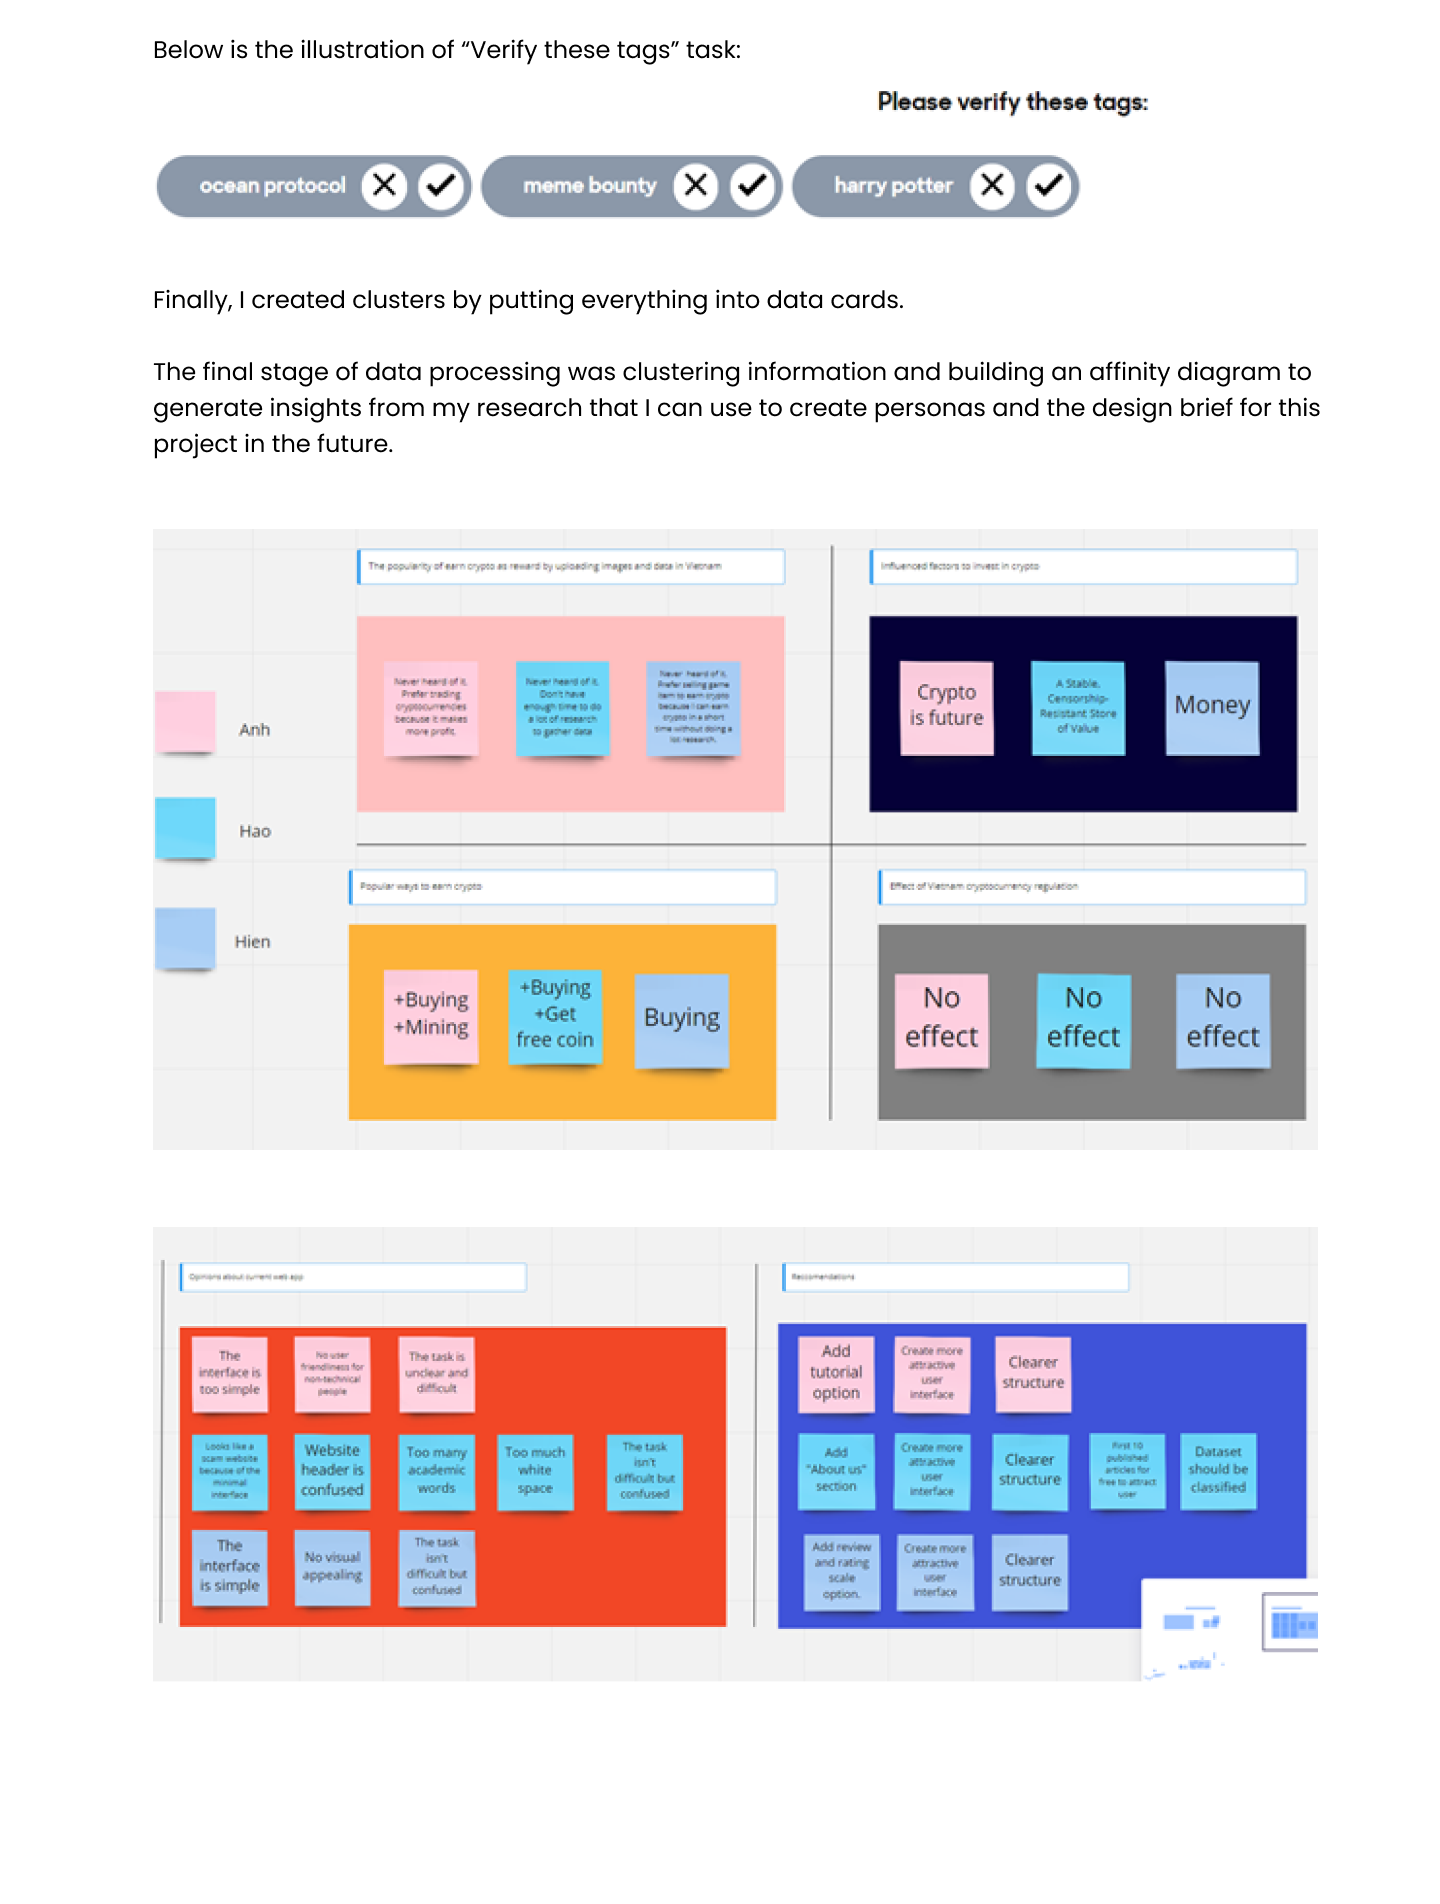 Below is the illustration of “Verify these tags” task:
Please verify these tags:
ocean protocol
meme bounty
harry potter
Finally, I created clusters by putting everything into data cards.
The final stage of data processing was clustering information and building an affinity diagram to
generate insights from my research that I can use to create personas and the design brief for this
project in the future.
Anh
Hao
Hien
The popularity of earn crypto as reward by uploading images and data in Vietnam
Never heard of it.
Prefer trading
cryptocurrencies
because it makes
more profit.
Never heard of it.
Don't have
enough time to do
a lot of research
to gather data
Never heard of it.
Prefer selling game
item to earn crypto
because I can earn
crypto in a short
time without doing a
lot research.
Influenced factors to invest in crypto
Crypto
is future
A Stable,
Censorship-
Resistant Store
of Value
Money
Popular ways to earn crypto
+Buying
+Mining
+Buying
+Get
free coin
Buying
Effect of Vietnam cryptocurrency regulation
No
effect
No
effect
No
effect
Opinions about current web app
The
interface is
too simple
No user
friendliness for
non-technical
people
The task is
unclear and
difficult
Looks like a
scam website
because of the
minimal
interface
Website
header is
confused
Too many
academic
words
Too much
white
space
The task
isn't
difficult but
confused
The
interface
is simple
No visual
appealing
The task
isn't
difficult but
confused
Reccomendations
Add
tutorial
option
Create more
attractive
user
interface
Clearer
structure
Add
"About us"
section
Create more
attractive
user
interface
Clearer
structure
First 10
published
articles for
free to attract
user
Dataset
should be
classified
Add review
and rating
scale
option.
Create more
attractive
user
interface
Clearer
structure